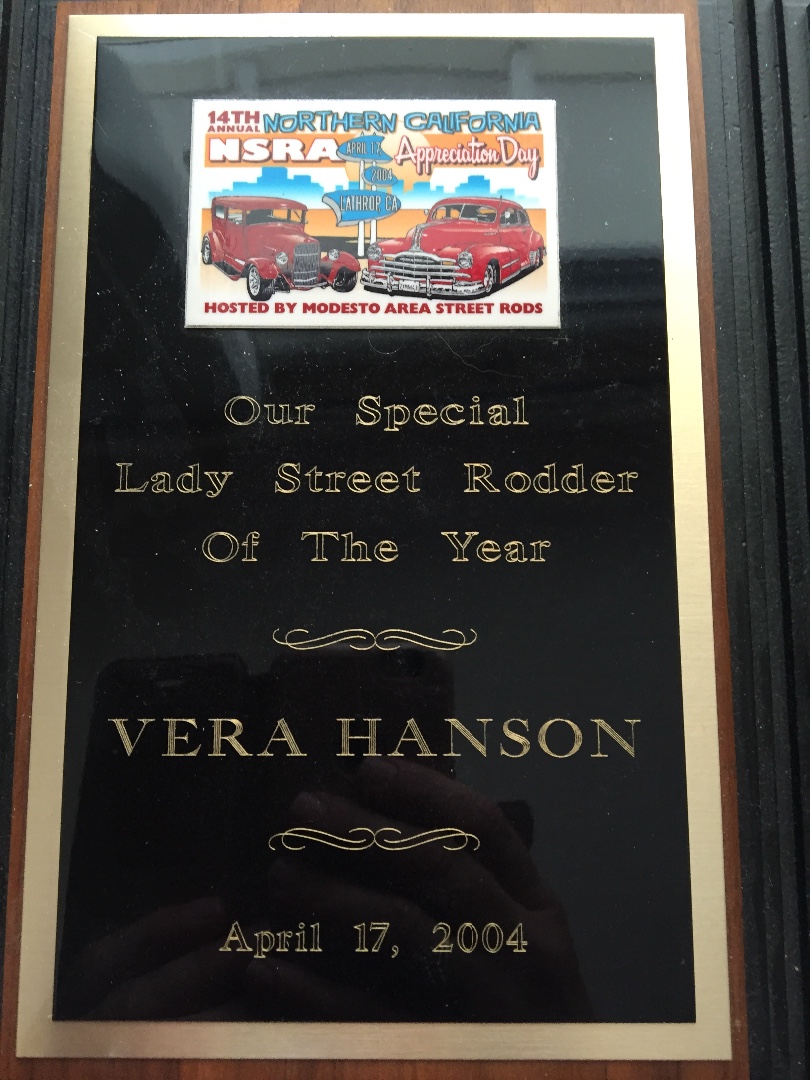 14TH ANNUAL NORTHERN CALIFORNIA
NSRA APRIL 17 2004 Appreciation Day
LATHROP, CA
HOSTED BY MODESTO AREA STREET RODS
Our Special
Lady Street Rodder
Of The Year
VERA HANSON
April 17, 2004